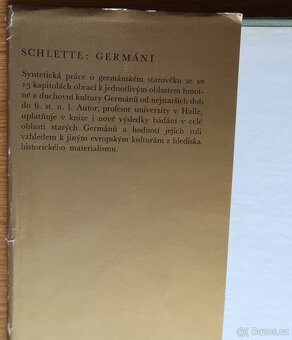 SCHLETTE: GERMÁNI
Syntetická práce o germánském starověku se ve
13 kapitolách obrací k jednotlivým oblastem hmot-
né a duchovní kultury Germánů od nejstarších dob
do 6. st. n. l. Autor, profesor univerzity v Halle,
uplatňuje v knize i nové výsledky bádání v celé
oblasti starých Germánů a hodnotí jejich roli
vzhledem k jiným evropským kulturám z hlediska
historického materialismu.
Sbazos.cz